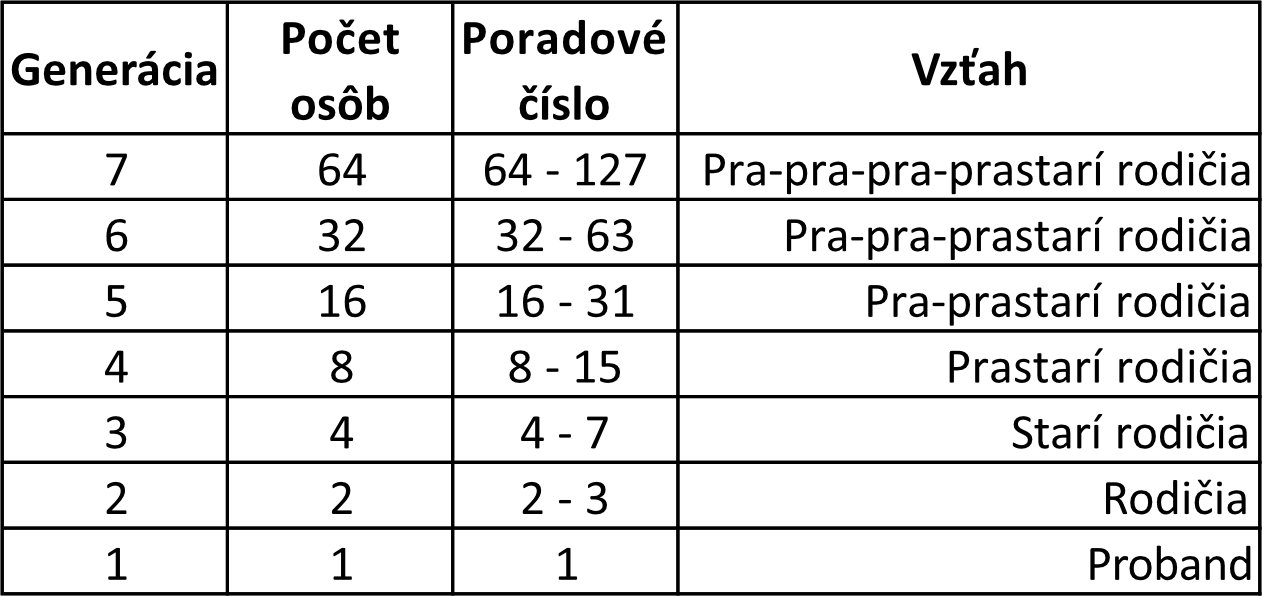 Generácia Počet osôb Poradové číslo Vzťah
7 64 64 - 127 Pra-pra-pra-prastarí rodičia
6 32 32 - 63 Pra-pra-prastarí rodičia
5 16 16 - 31 Pra-prastarí rodičia
4 8 8 - 15 Prastarí rodičia
3 4 4 - 7 Starí rodičia
2 2 2 - 3 Rodičia
1 1 1 Proband